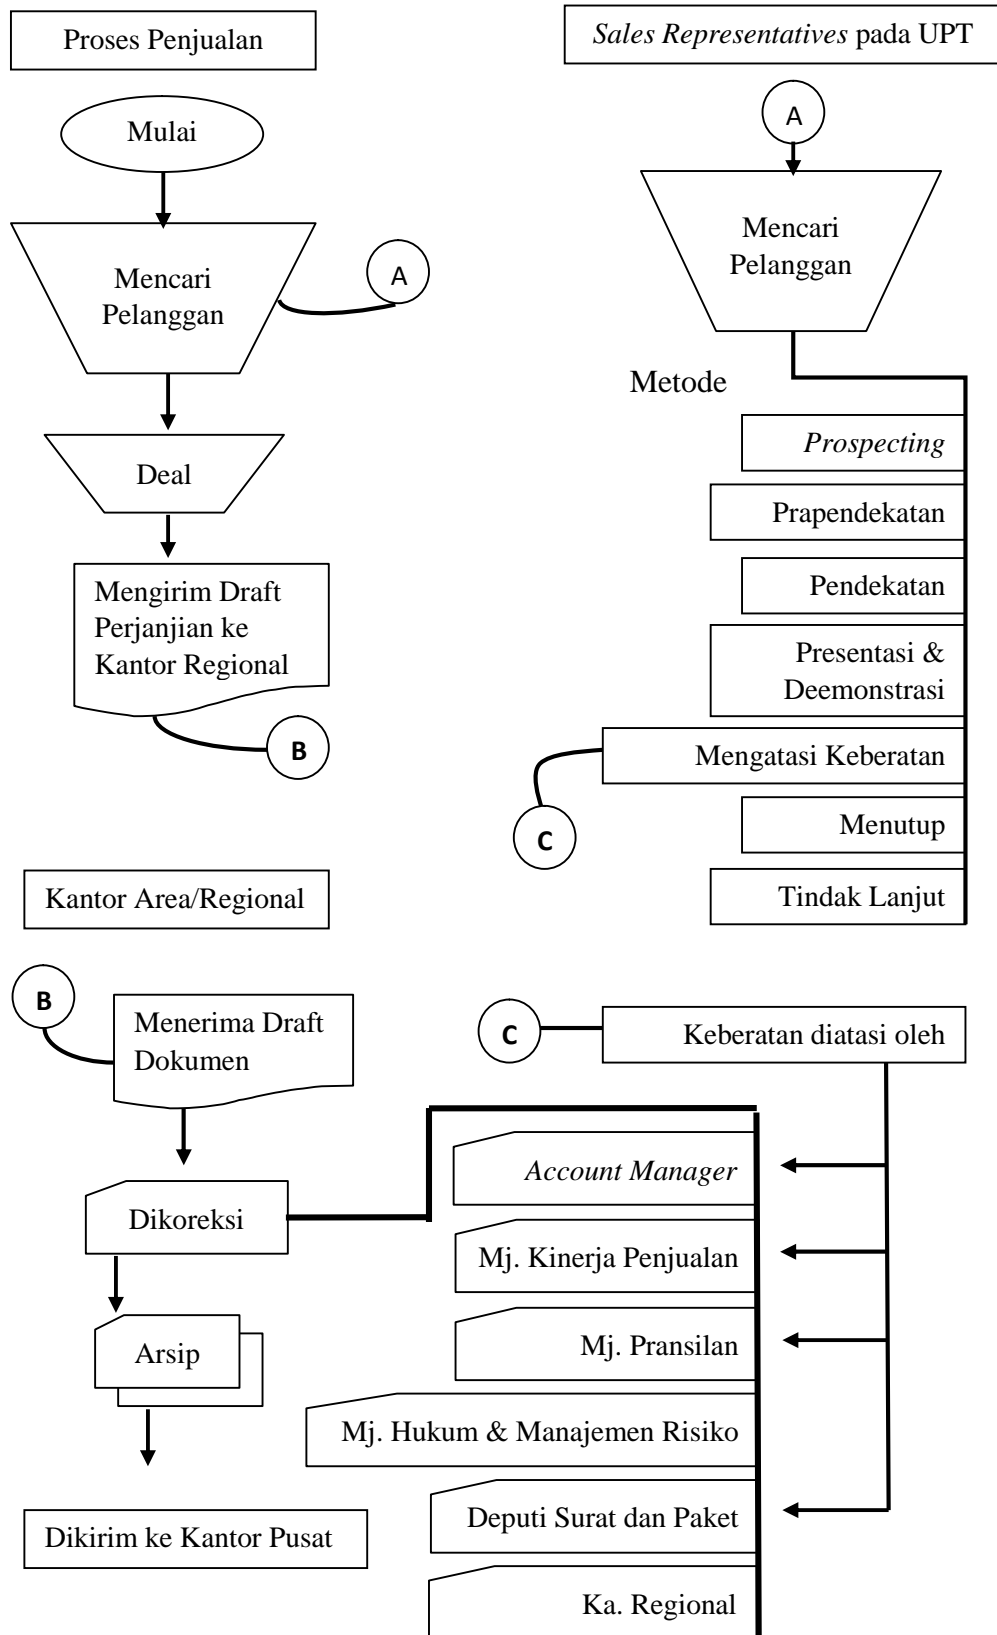 Proses Penjualan
Mulai
Mencari
Pelanggan
A
Deal
Mengirim Draft
Perjanjian ke
Kantor Regional
B
Sales Representatives pada UPT
A
Mencari
Pelanggan
Metode
Prospecting
Prapendekatan
Pendekatan
Presentasi &
Deemonstrasi
Mengatasi Keberatan
C
Menutup
Tindak Lanjut
Kantor Area/Regional
B
Menerima Draft
Dokumen
Dikoreksi
Arsip
Dikirim ke Kantor Pusat
C
Keberatan diatasi oleh
Account Manager
Mj. Kinerja Penjualan
Mj. Pransilan
Mj. Hukum & Manajemen Risiko
Deputi Surat dan Paket
Ka. Regional